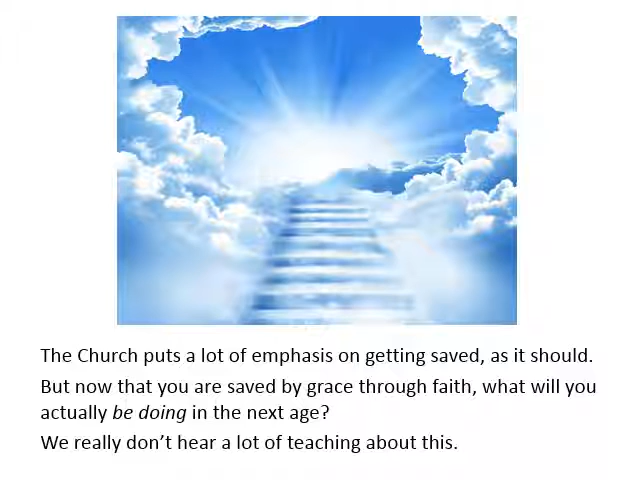 The Church puts a lot of emphasis on getting saved, as it should.
But now that you are saved by grace through faith, what will you
actually be doing in the next age?
We really don’t hear a lot of teaching about this.